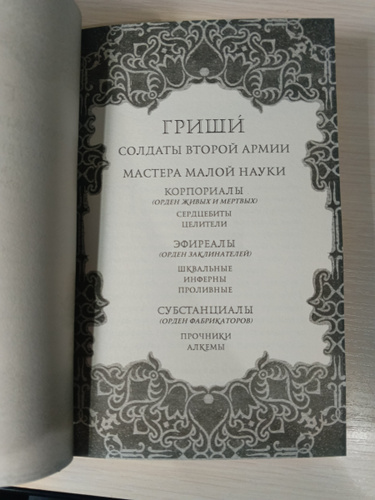 ГРИШИ́
СОЛДАТЫ ВТОРОЙ АРМИИ
МАСТЕРА МАЛОЙ НАУКИ
КОРПОРИАЛЫ
(ОРДЕН ЖИВЫХ И МЕРТВЫХ)
СЕРДЦЕБИТЫ
ЦЕЛИТЕЛИ
ЭФИРЕАЛЫ
(ОРДЕН ЗАКЛИНАТЕЛЕЙ)
ШКВАЛЬНЫЕ
ИНФЕРНЫ
ПРОЛИВНЫЕ
СУБСТАНЦИАЛЫ
(ОРДЕН ФАБРИКАТОРОВ)
ПРОЧНИКИ
АЛКЕМЫ